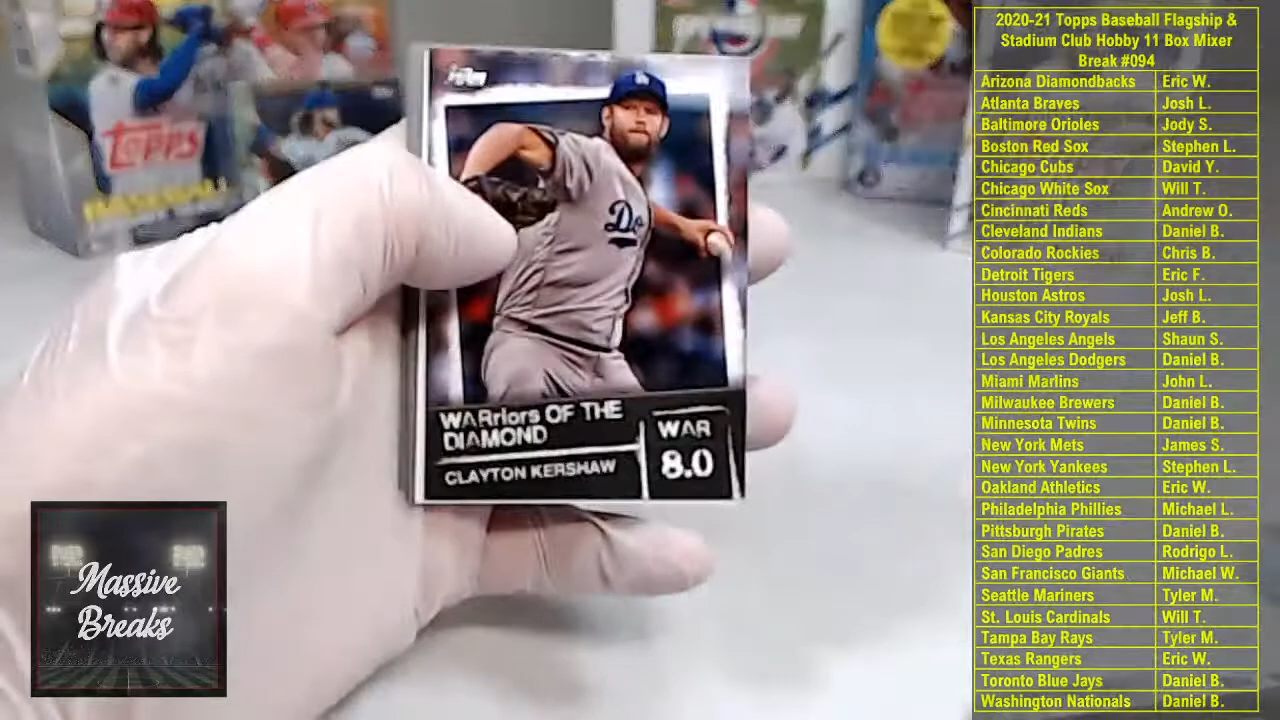 TOPPS
BASEBALL
Topps
Do
WARriors OF THE
DIAMOND
CLAYTON KERSHAW
WAR
8.0
Massive
Breaks
2020-21 Topps Baseball Flagship &
Stadium Club Hobby 11 Box Mixer
Break #094
Arizona Diamondbacks Eric W.
Atlanta Braves Josh L.
Baltimore Orioles Jody S.
Boston Red Sox Stephen L.
Chicago Cubs David Y.
Chicago White Sox Will T.
Cincinnati Reds Andrew O.
Cleveland Indians Daniel B.
Colorado Rockies Chris B.
Detroit Tigers Eric F.
Houston Astros Josh L.
Kansas City Royals Jeff B.
Los Angeles Angels Shaun S.
Los Angeles Dodgers Daniel B.
Miami Marlins John L.
Milwaukee Brewers Daniel B.
Minnesota Twins Daniel B.
New York Mets James S.
New York Yankees Stephen L.
Oakland Athletics Eric W.
Philadelphia Phillies Michael L.
Pittsburgh Pirates Daniel B.
San Diego Padres Rodrigo L.
San Francisco Giants Michael W.
Seattle Mariners Tyler M.
St. Louis Cardinals Will T.
Tampa Bay Rays Tyler M.
Texas Rangers Eric W.
Toronto Blue Jays Daniel B.
Washington Nationals Daniel B.